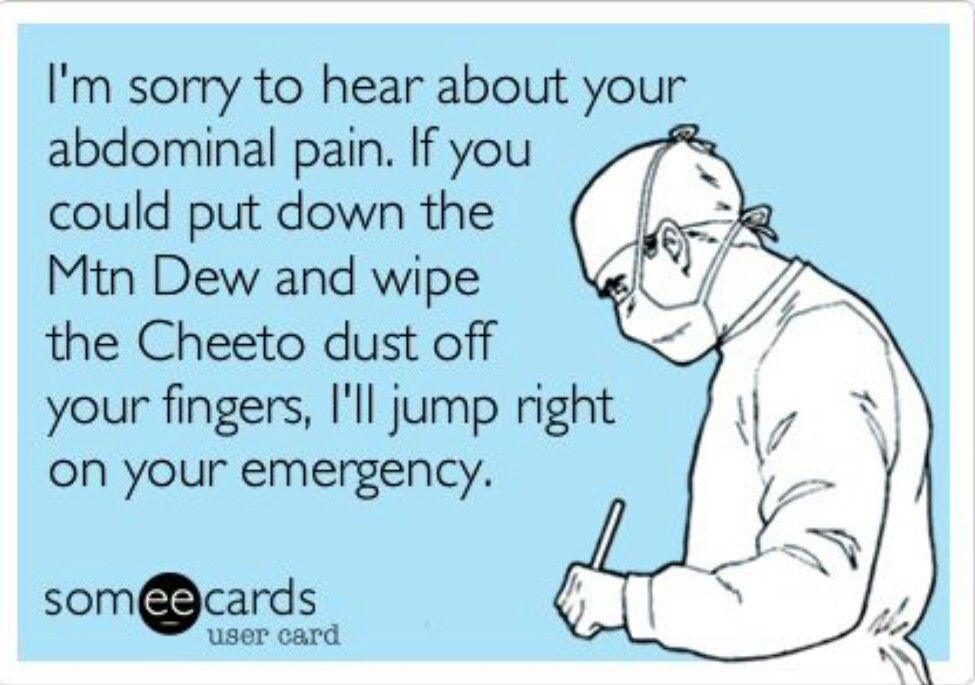 I'm sorry to hear about your
abdominal pain. If you
could put down the
Mtn Dew and wipe
the Cheeto dust off
your fingers, I'll jump right
on your emergency.
someecards
user card